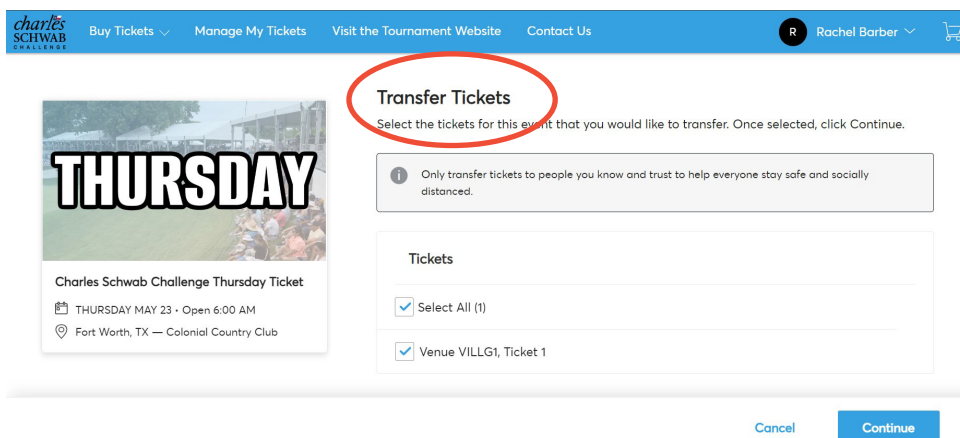 charles
SCHWAB
CHALLENGE
Buy Tickets
Manage My Tickets
Visit the Tournament Website
Contact Us
R
Rachel Barber
THURSDAY
Charles Schwab Challenge Thursday Ticket
THURSDAY MAY 23 • Open 6:00 AM
Fort Worth, TX — Colonial Country Club
Transfer Tickets
Select the tickets for this event that you would like to transfer. Once selected, click Continue.
Only transfer tickets to people you know and trust to help everyone stay safe and socially
distanced.
Tickets
Select All (1)
Venue VILLG1, Ticket 1
Cancel
Continue